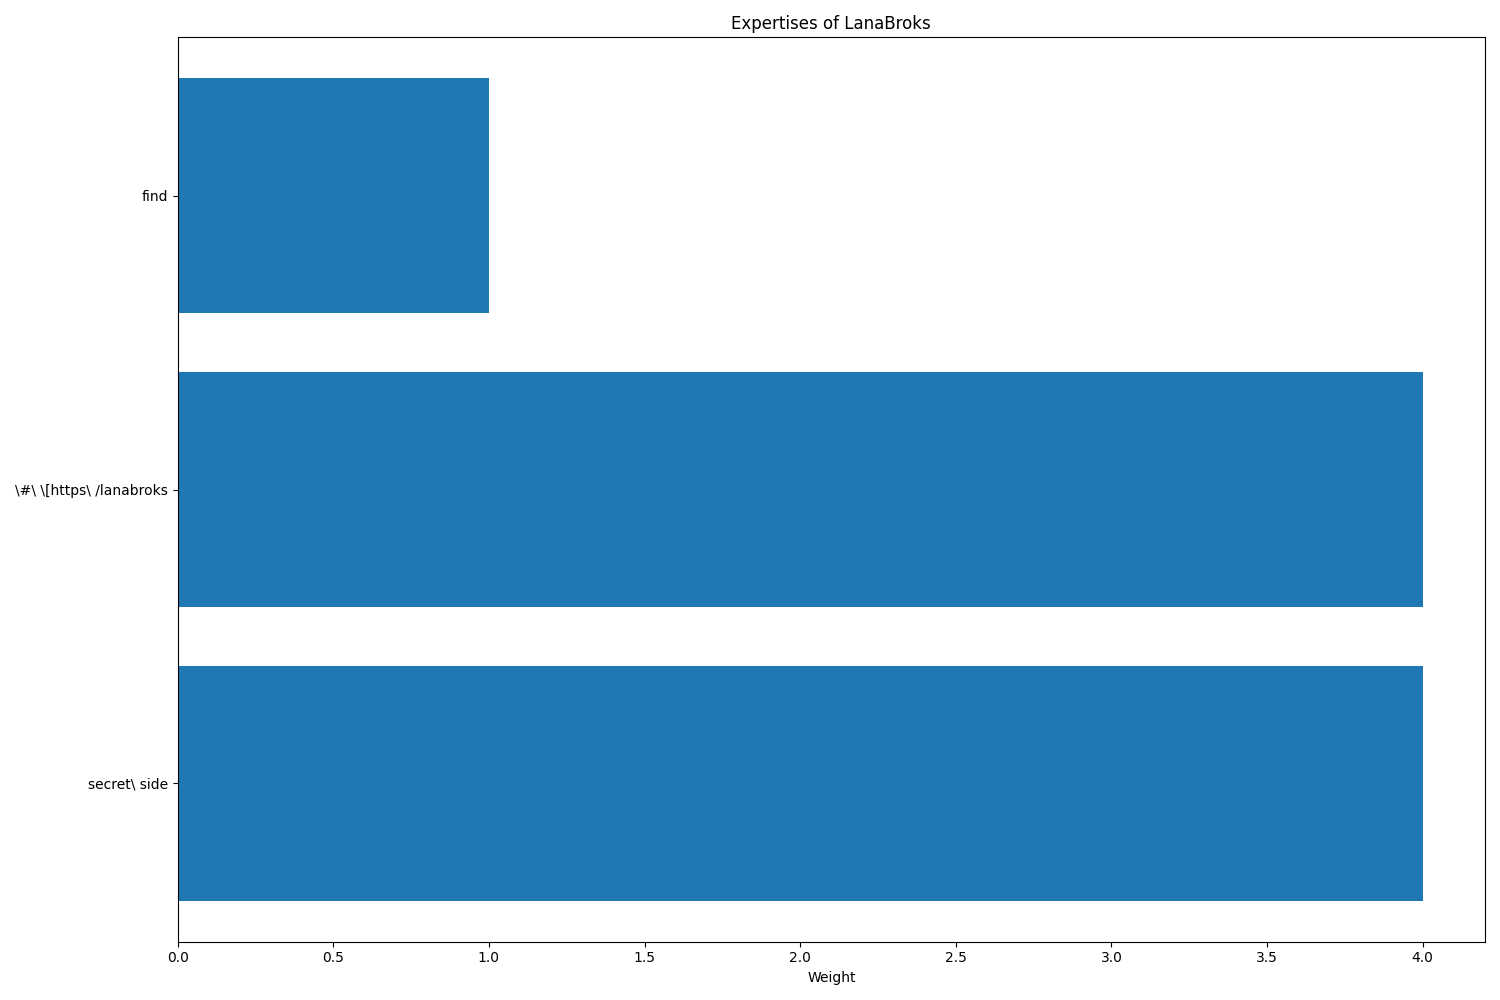 Expertises of LanaBroks
find
\#\ \[https\ /lanabroks
secret\ side
0.0 0.5 1.0 1.5 2.0 2.5 3.0 3.5 4.0
Weight